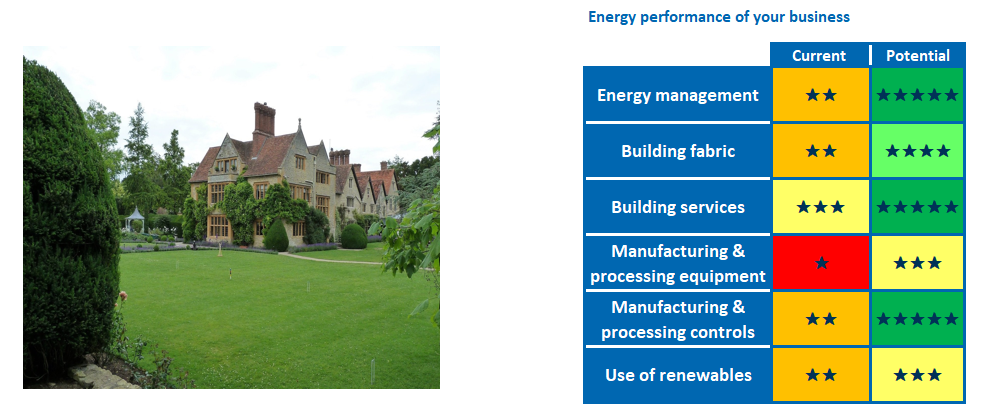 Energy performance of your business
Current Potential
Energy management ★★ ★★★★★
Building fabric ★★ ★★★★
Building services ★★★ ★★★★★
Manufacturing &
processing equipment ★ ★★★
Manufacturing &
processing controls ★★ ★★★★★
Use of renewables ★★ ★★★